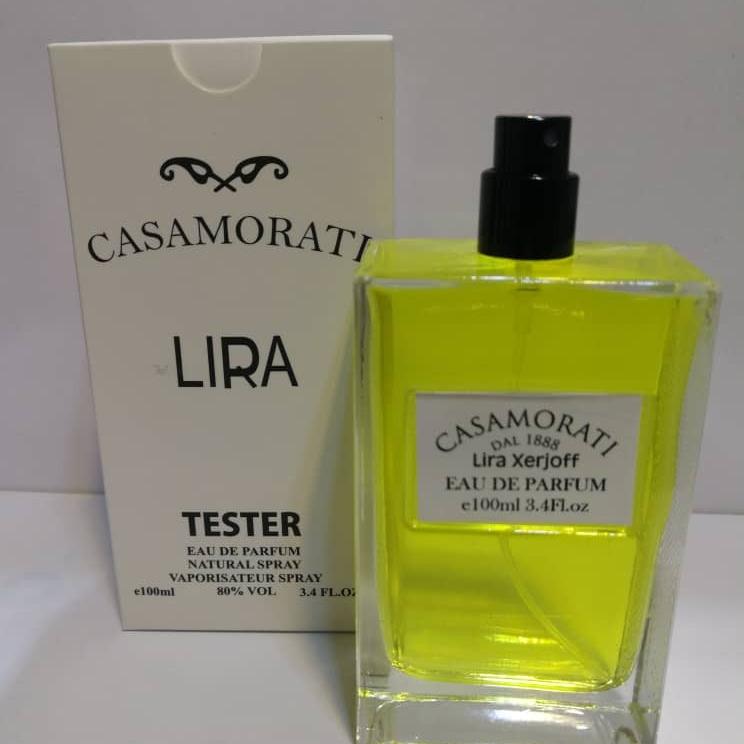 CASAMORATI
LIRA
TESTER
EAU DE PARFUM
NATURAL SPRAY
VAPORISATEUR SPRAY
e100ml 80% VOL 3.4 FL.OZ
CASAMORATI
DAL 1888
Lira Xerjoff
EAU DE PARFUM
e100ml 3.4Fl.oz